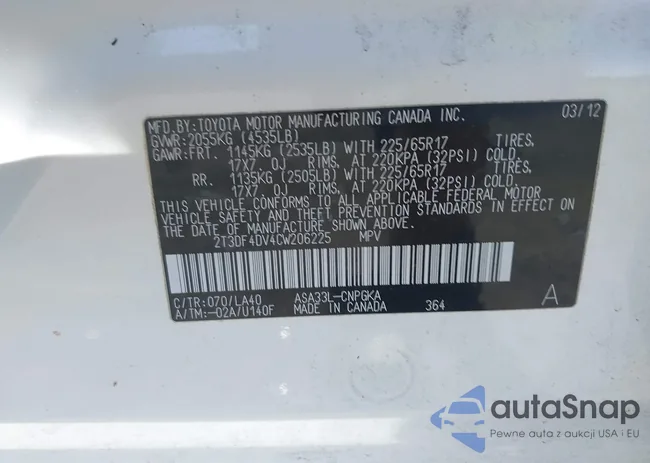 MFD.BY:TOYOTA MOTOR MANUFACTURING CANADA INC. 03/12
GVWR:2055KG (4535LB)
GAWR:FRT. 1145KG (2535LB) WITH 225/65R17 TIRES,
17X7. 0J RIMS, AT 220KPA (32PSI) COLD.
RR. 1135KG (2505LB) WITH 225/65R17 TIRES,
17X7. 0J RIMS, AT 220KPA (32PSI) COLD.
THIS VEHICLE CONFORMS TO ALL APPLICABLE FEDERAL MOTOR
VEHICLE SAFETY AND BUMPER STANDARDS IN EFFECT ON
THE DATE OF MANUFACTURE SHOWN ABOVE.
2T3DF4DV4CW206225 MPV
C/TR:070/LA40 ASA33L-CNPGKA A
A/TM:-02A/U140F MADE IN CANADA 364
autaSnap
Pewne auta z aukcji USA i EU